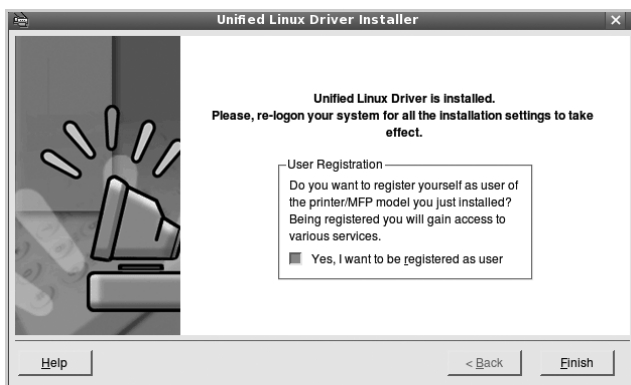 Unified Linux Driver Installer
Unified Linux Driver is installed.
Please, re-logon your system for all the installation settings to take
effect.
User Registration
Do you want to register yourself as user of
the printer/MFP model you just installed?
Being registered you will gain access to
various services.
Yes, I want to be registered as user
Help
< Back
Finish